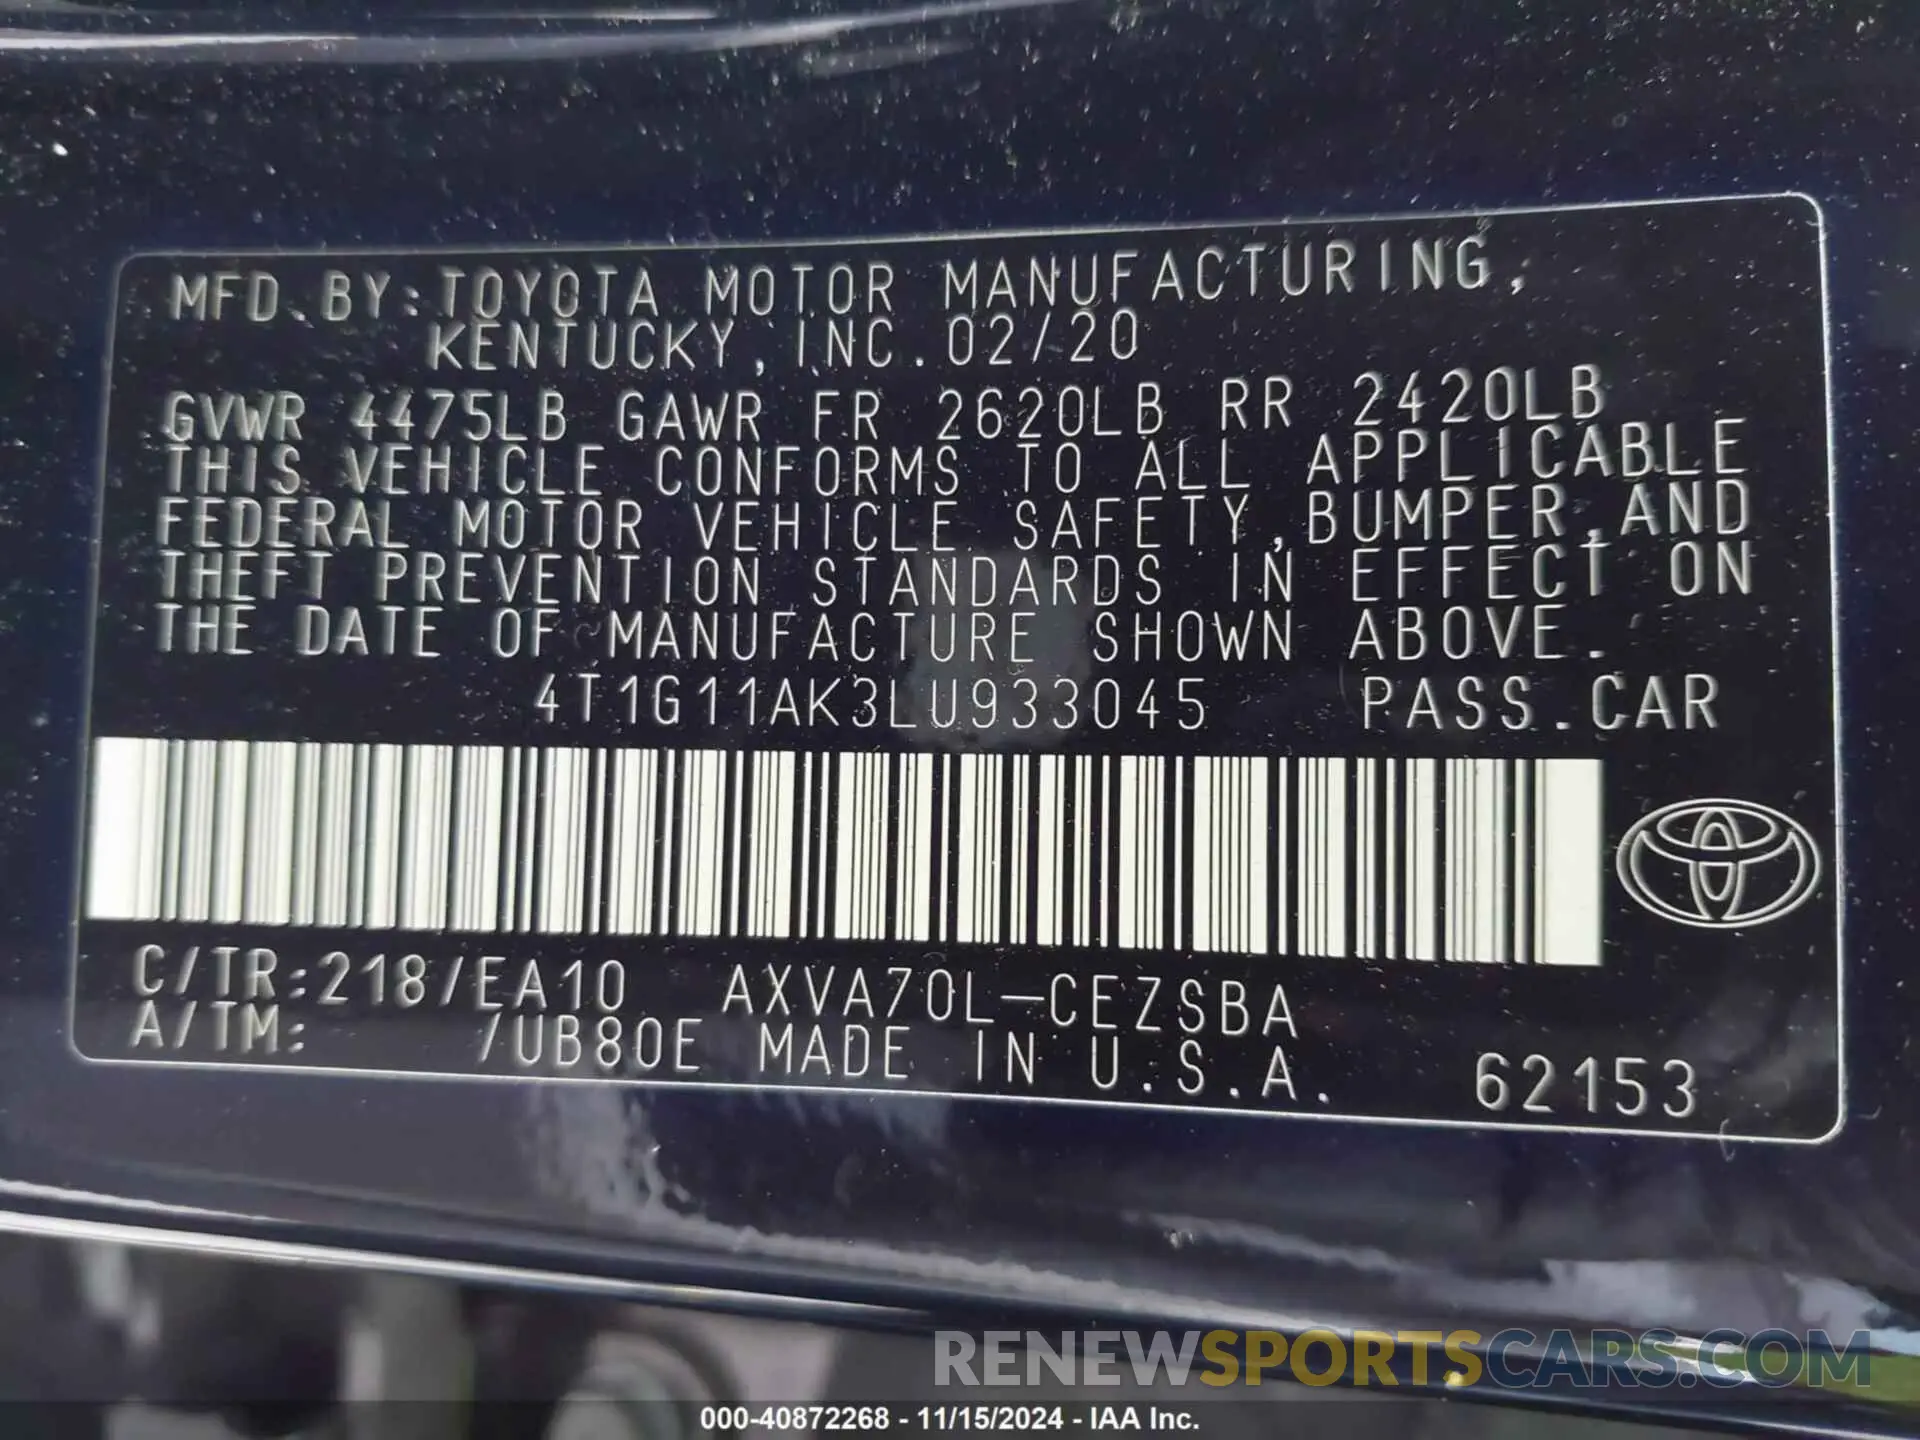 MFD. BY: TOYOTA MOTOR MANUFACTURING,
KENTUCKY, INC. 02/20
GVWR 4475LB GAWR FR 2620LB RR 2420LB
THIS VEHICLE CONFORMS TO ALL APPLICABLE
FEDERAL MOTOR VEHICLE SAFETY, BUMPER, AND
THEFT PREVENTION STANDARDS IN EFFECT ON
THE DATE OF MANUFACTURE SHOWN ABOVE.
4T1G11AK3LU933045 PASS. CAR
C/TR: 218/EA10 AXVA70L-CEZSBA
A/TM: /UB80E MADE IN U.S.A. 62153
RENEWSPORTSCARS.COM
000-40872268 - 11/15/2024 - IAA Inc.